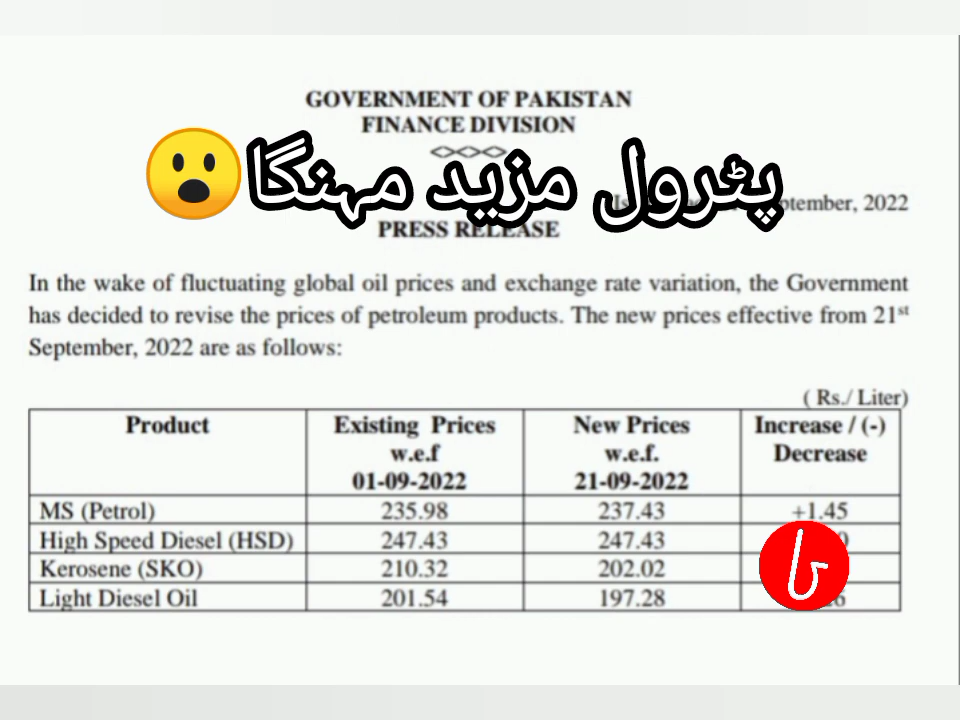 GOVERNMENT OF PAKISTAN
FINANCE DIVISION
پٹرول مزید مہنگا
September, 2022
PRESS RELEASE
In the wake of fluctuating global oil prices and exchange rate variation, the Government
has decided to revise the prices of petroleum products. The new prices effective from 21st
September, 2022 are as follows:
( Rs./ Liter)
Product Existing Prices w.e.f 01-09-2022 New Prices w.e.f. 21-09-2022 Increase / (-) Decrease
MS (Petrol) 235.98 237.43 +1.45
High Speed Diesel (HSD) 247.43 247.43
Kerosene (SKO) 210.32 202.02
Light Diesel Oil 201.54 197.28